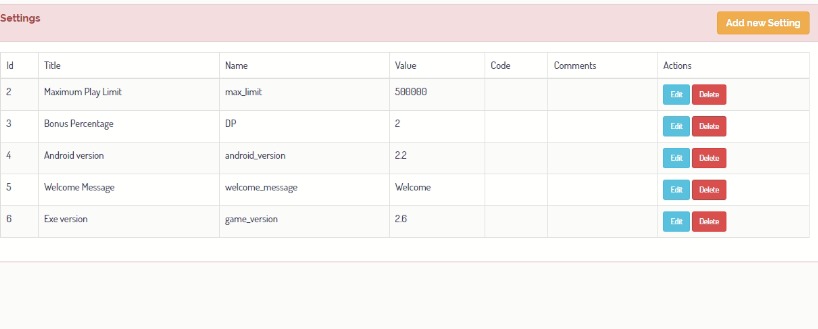 Settings
Add new Setting
Id Title Name Value Code Comments Actions
2 Maximum Play Limit max_limit 500000 Edit Delete
3 Bonus Percentage DP 2 Edit Delete
4 Android version android_version 2.2 Edit Delete
5 Welcome Message welcome_message Welcome Edit Delete
6 Exe version game_version 2.6 Edit Delete